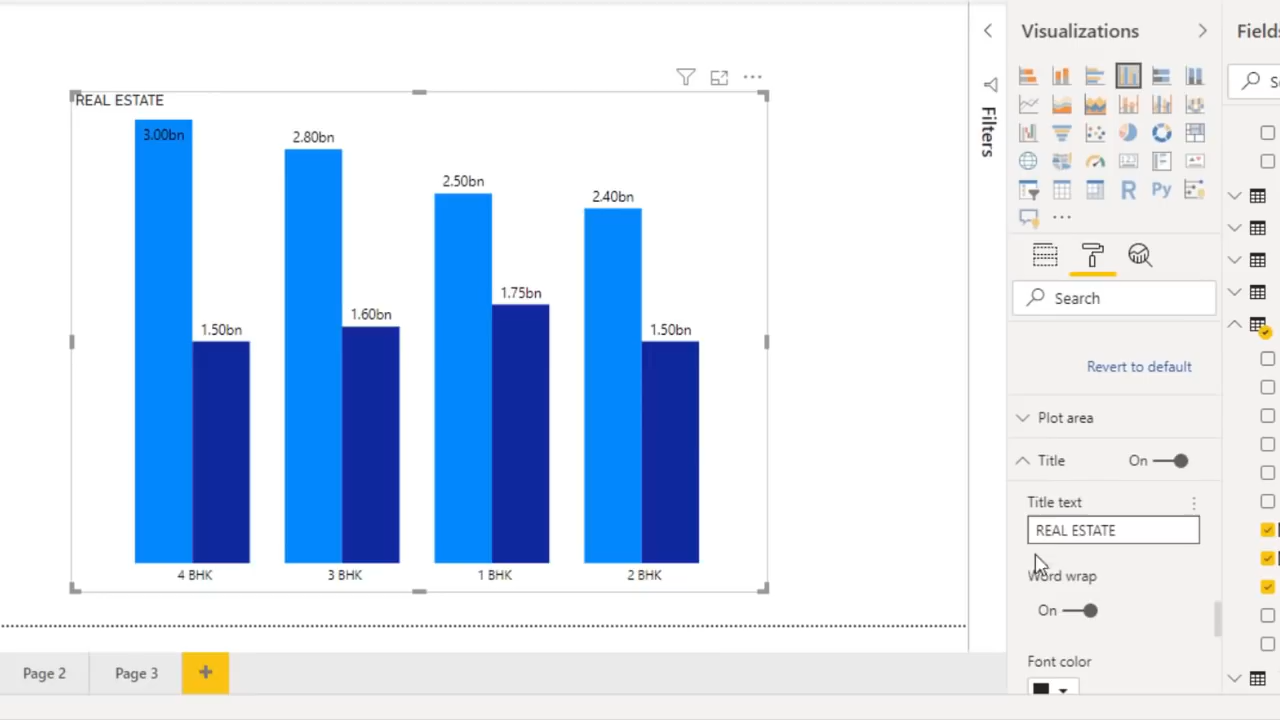 REAL ESTATE
3.00bn
2.80bn
2.50bn
2.40bn
1.50bn
1.60bn
1.75bn
1.50bn
4 BHK
3 BHK
1 BHK
2 BHK
Page 2
Page 3
+
Filters
Visualizations
R
Py
Search
Revert to default
Plot area
Title
On
Title text
REAL ESTATE
Word wrap
On
Font color